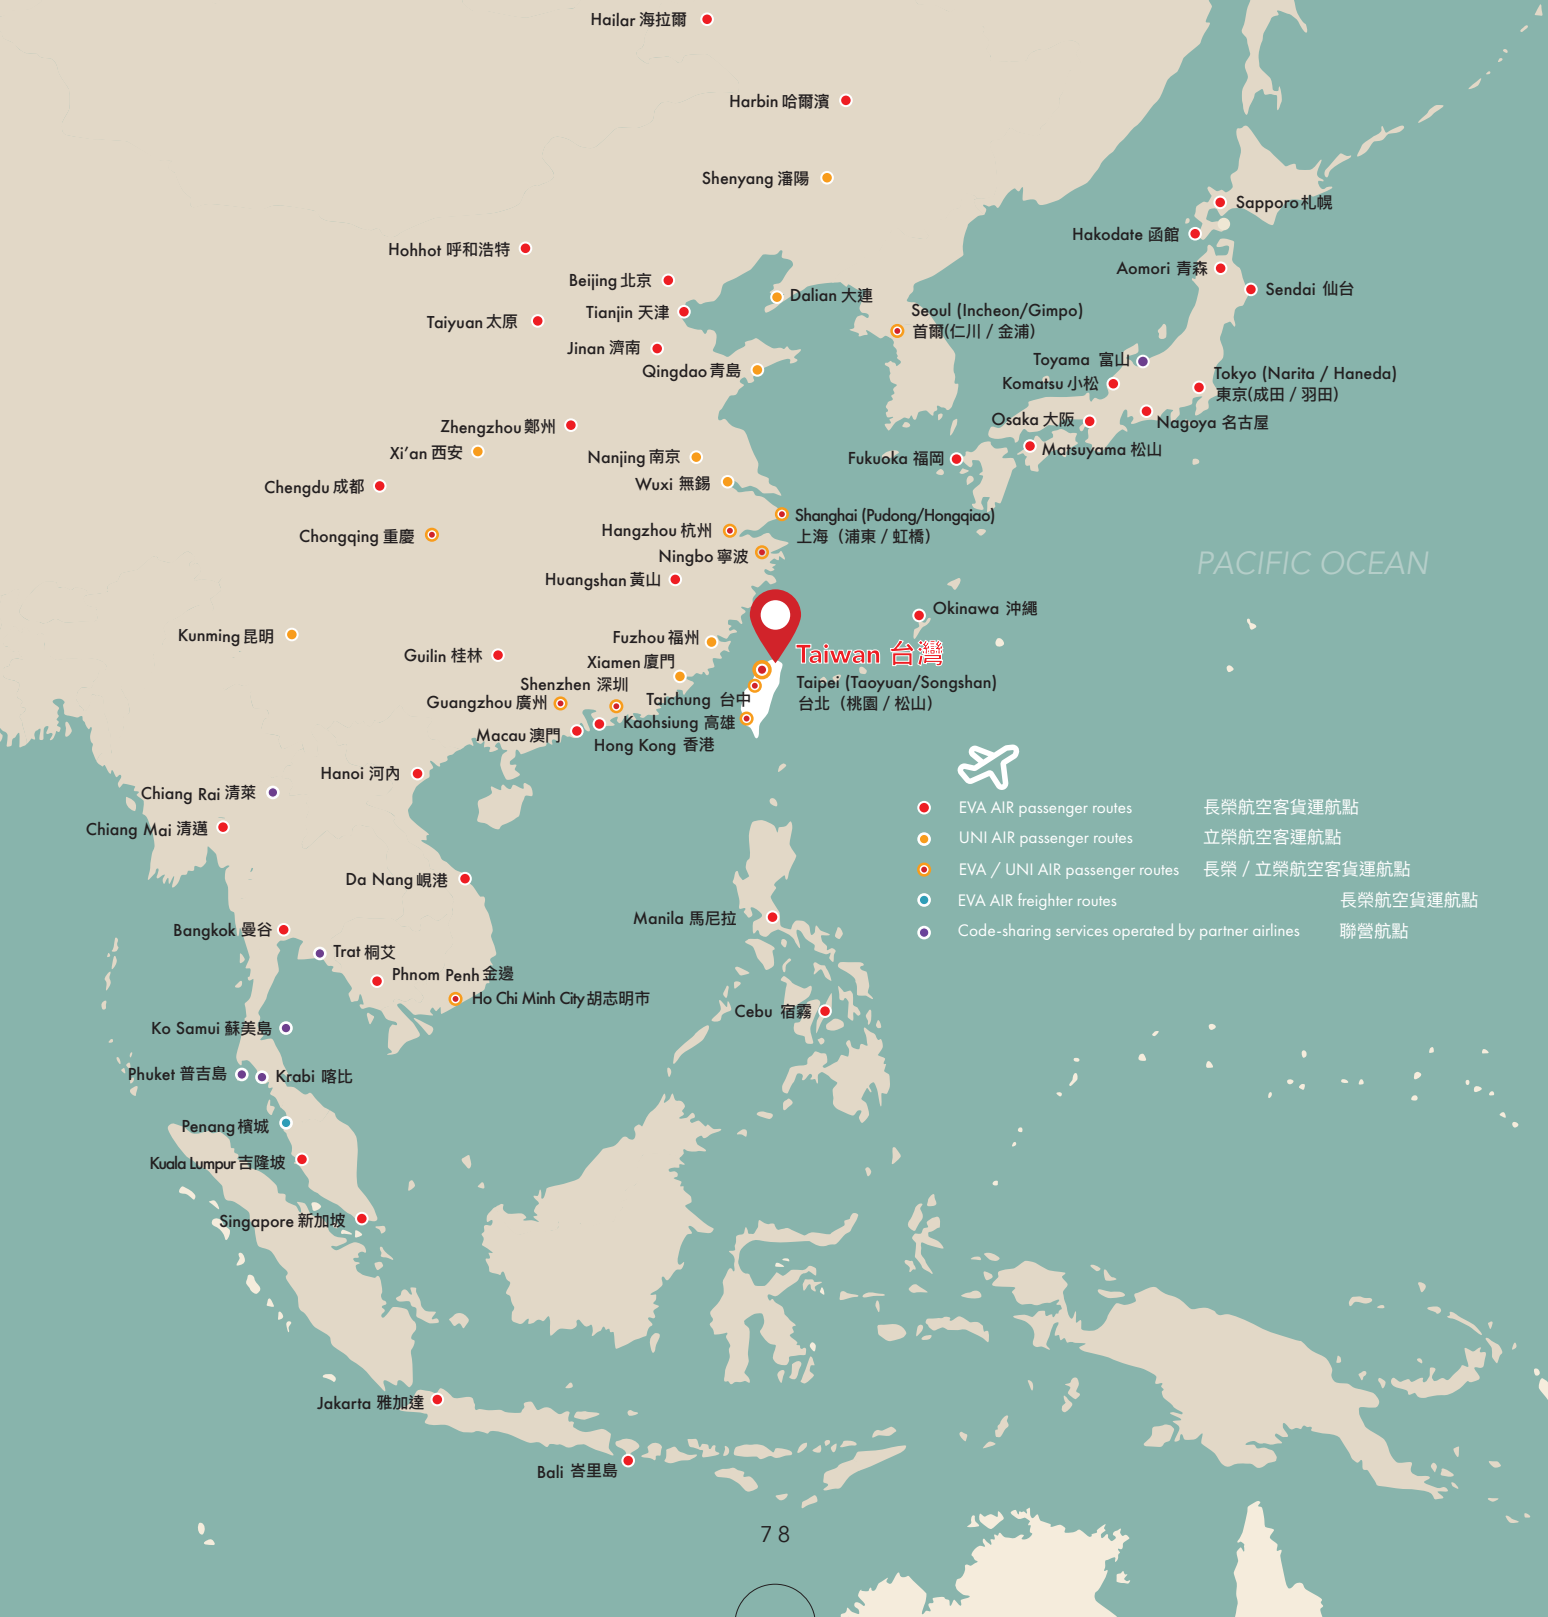 Hailar 海拉爾
Harbin 哈爾濱
Shenyang 瀋陽
Sapporo 札幌
Hakodate 函館
Hohhot 呼和浩特
Aomori 青森
Beijing 北京
Sendai 仙台
Dalian 大連
Tianjin 天津
Seoul (Incheon/Gimpo)
首爾(仁川 / 金浦)
Taiyuan 太原
Jinan 濟南
Toyama 富山
Qingdao 青島
Tokyo (Narita / Haneda)
東京(成田 / 羽田)
Komatsu 小松
Osaka 大阪
Nagoya 名古屋
Zhengzhou 鄭州
Matsuyama 松山
Xi’an 西安
Nanjing 南京
Fukuoka 福岡
Wuxi 無錫
Chengdu 成都
Shanghai (Pudong/Hongqiao)
上海（浦東 / 虹橋）
Hangzhou 杭州
Chongqing 重慶
Ningbo 寧波
PACIFIC OCEAN
Huangshan 黃山
Okinawa 沖繩
Kunming 昆明
Fuzhou 福州
Guilin 桂林
Taiwan 台灣
Xiamen 廈門
Shenzhen 深圳
Taipei (Taoyuan/Songshan)
台北（桃園 / 松山）
Guangzhou 廣州
Taichung 台中
Kaohsiung 高雄
Macau 澳門
Hong Kong 香港
Hanoi 河內
Chiang Rai 清萊
Chiang Mai 清邁
EVA AIR passenger routes 長榮航空客貨運航點
UNI AIR passenger routes 立榮航空客運航點
EVA / UNI AIR passenger routes 長榮 / 立榮航空客貨運航點
EVA AIR freighter routes 長榮航空貨運航點
Code-sharing services operated by partner airlines 聯營航點
Da Nang 峴港
Manila 馬尼拉
Bangkok 曼谷
Trat 桐艾
Phnom Penh 金邊
Ho Chi Minh City 胡志明市
Cebu 宿霧
Ko Samui 蘇美島
Phuket 普吉島
Krabi 喀比
Penang 檳城
Kuala Lumpur 吉隆坡
Singapore 新加坡
Jakarta 雅加達
Bali 峇里島
78